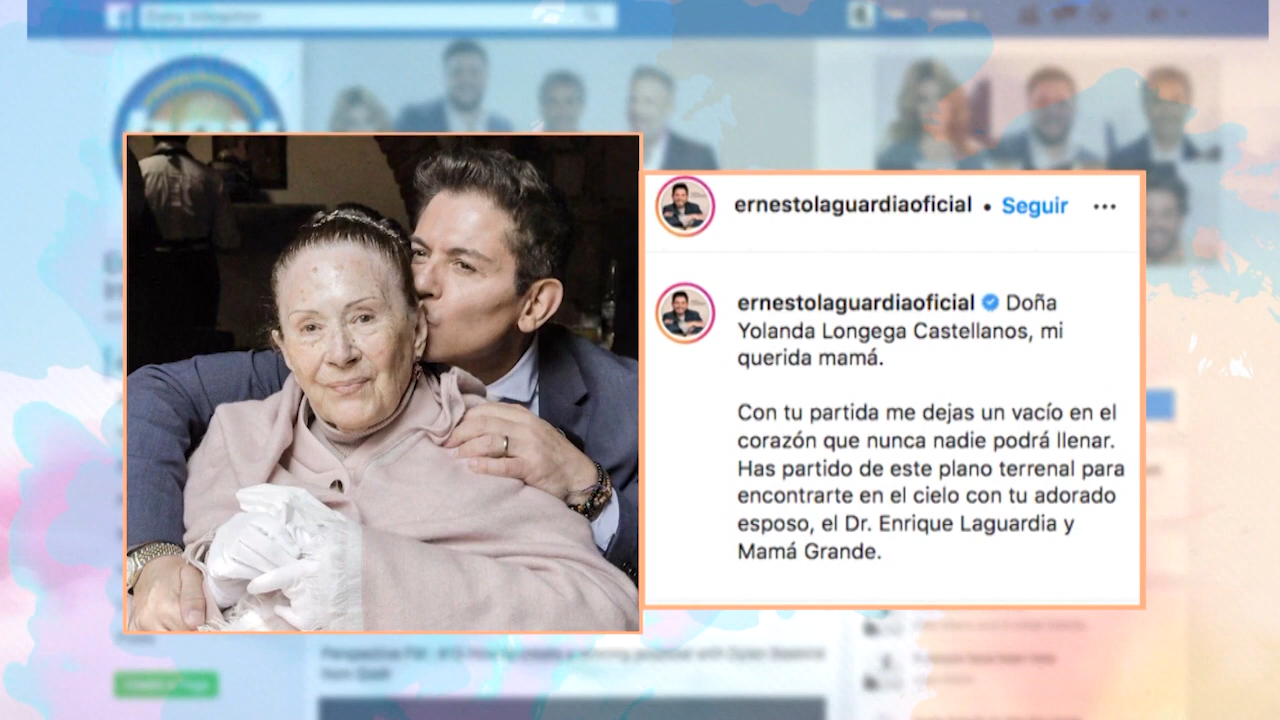 ernestolaguardiaoficial • Seguir ...
ernestolaguardiaoficial Doña
Yolanda Longega Castellanos, mi
querida mamá.
Con tu partida me dejas un vacío en el
corazón que nunca nadie podrá llenar.
Has partido de este plano terrenal para
encontrarte en el cielo con tu adorado
esposo, el Dr. Enrique Laguardia y
Mamá Grande.